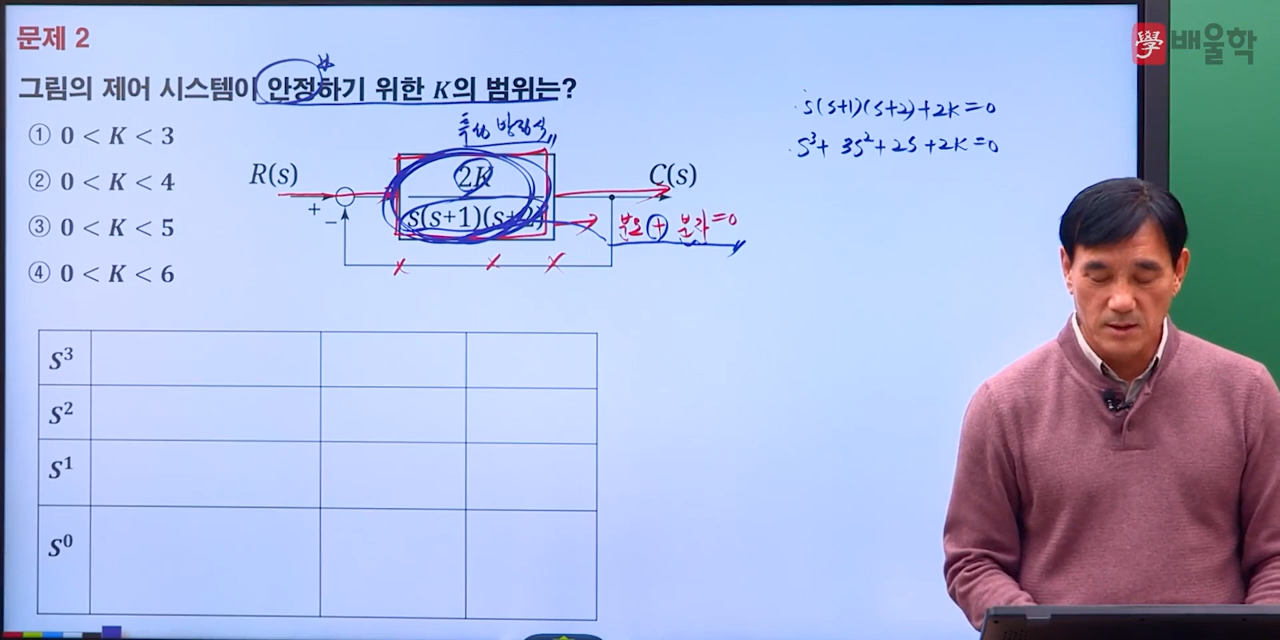 문제 2
學 배울학
그림의 제어 시스템이 안정하기 위한 K의 범위는?
① 0 < K < 3
② 0 < K < 4
③ 0 < K < 5
④ 0 < K < 6
특성 방정식
R(s)
2K
s(s+1)(s+2)
C(s)
+
−
분모 + 분자 = 0
s(s+1)(s+2)+2K=0
s³+ 3s²+2s+2K=0
S³
S²
S¹
S⁰